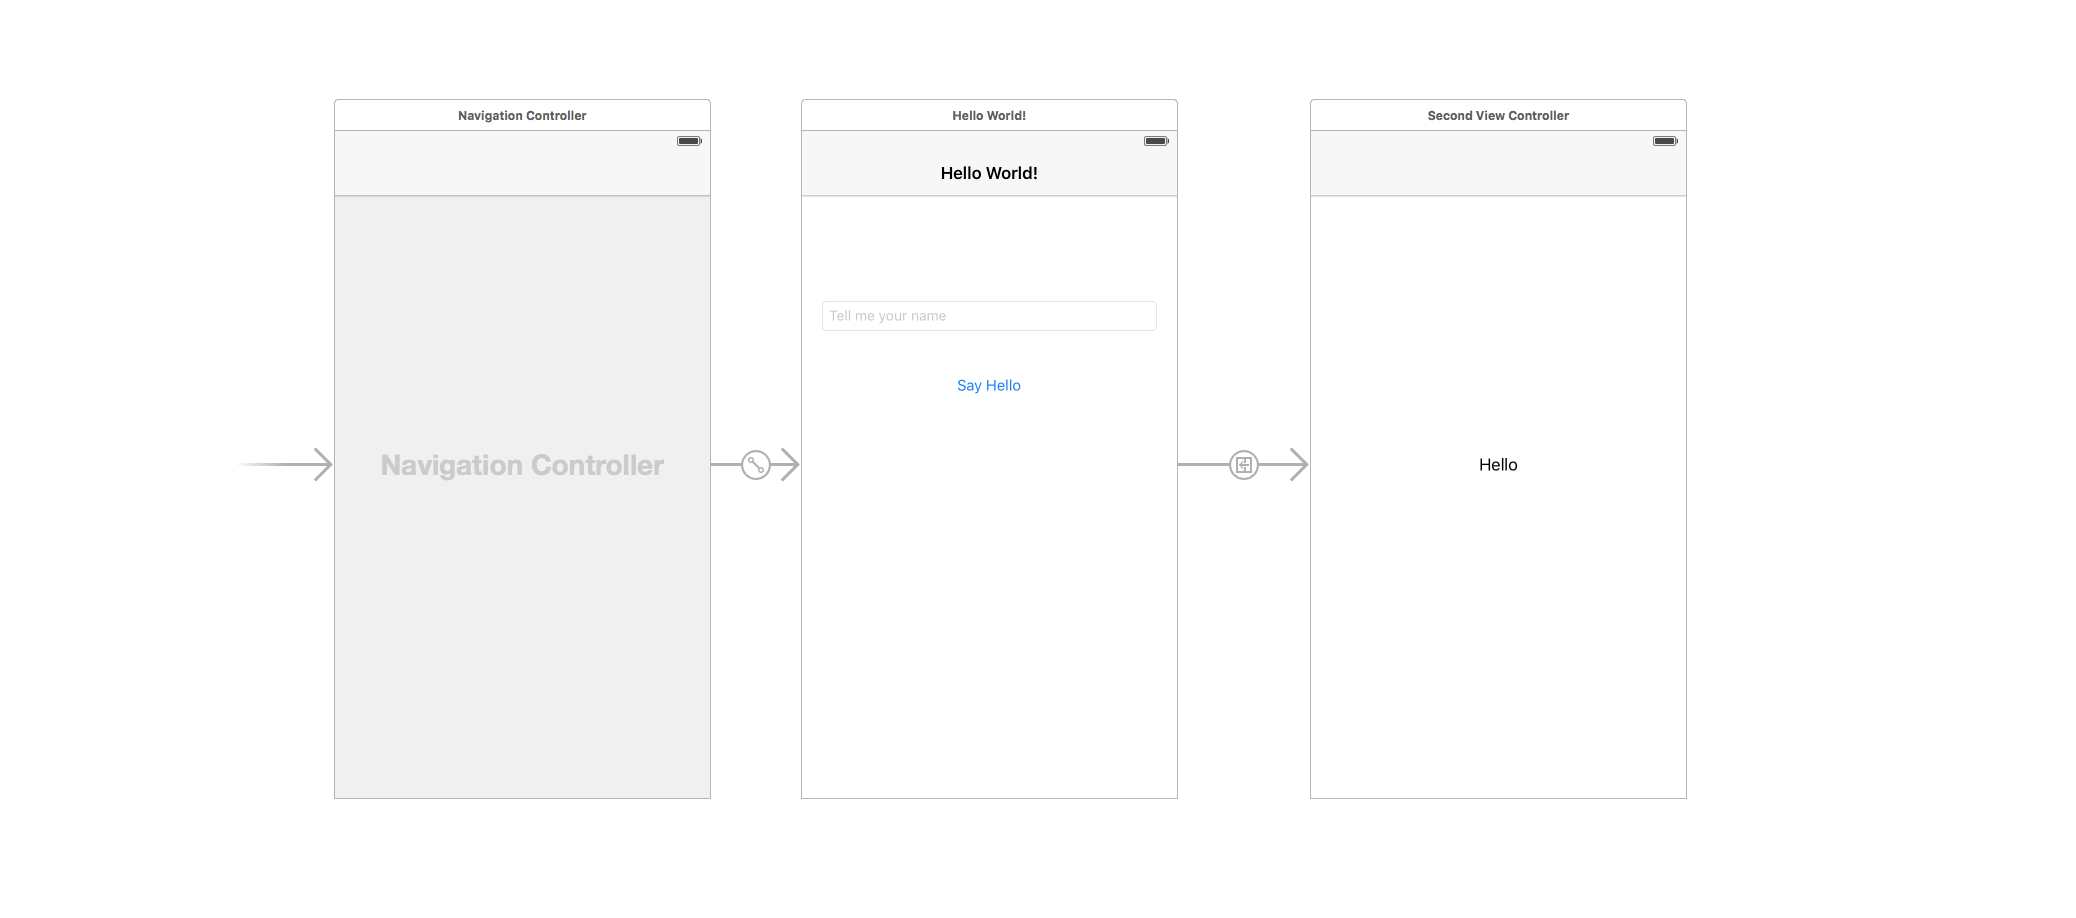 Navigation Controller
Navigation Controller
Hello World!
Hello World!
Tell me your name
Say Hello
Second View Controller
Hello